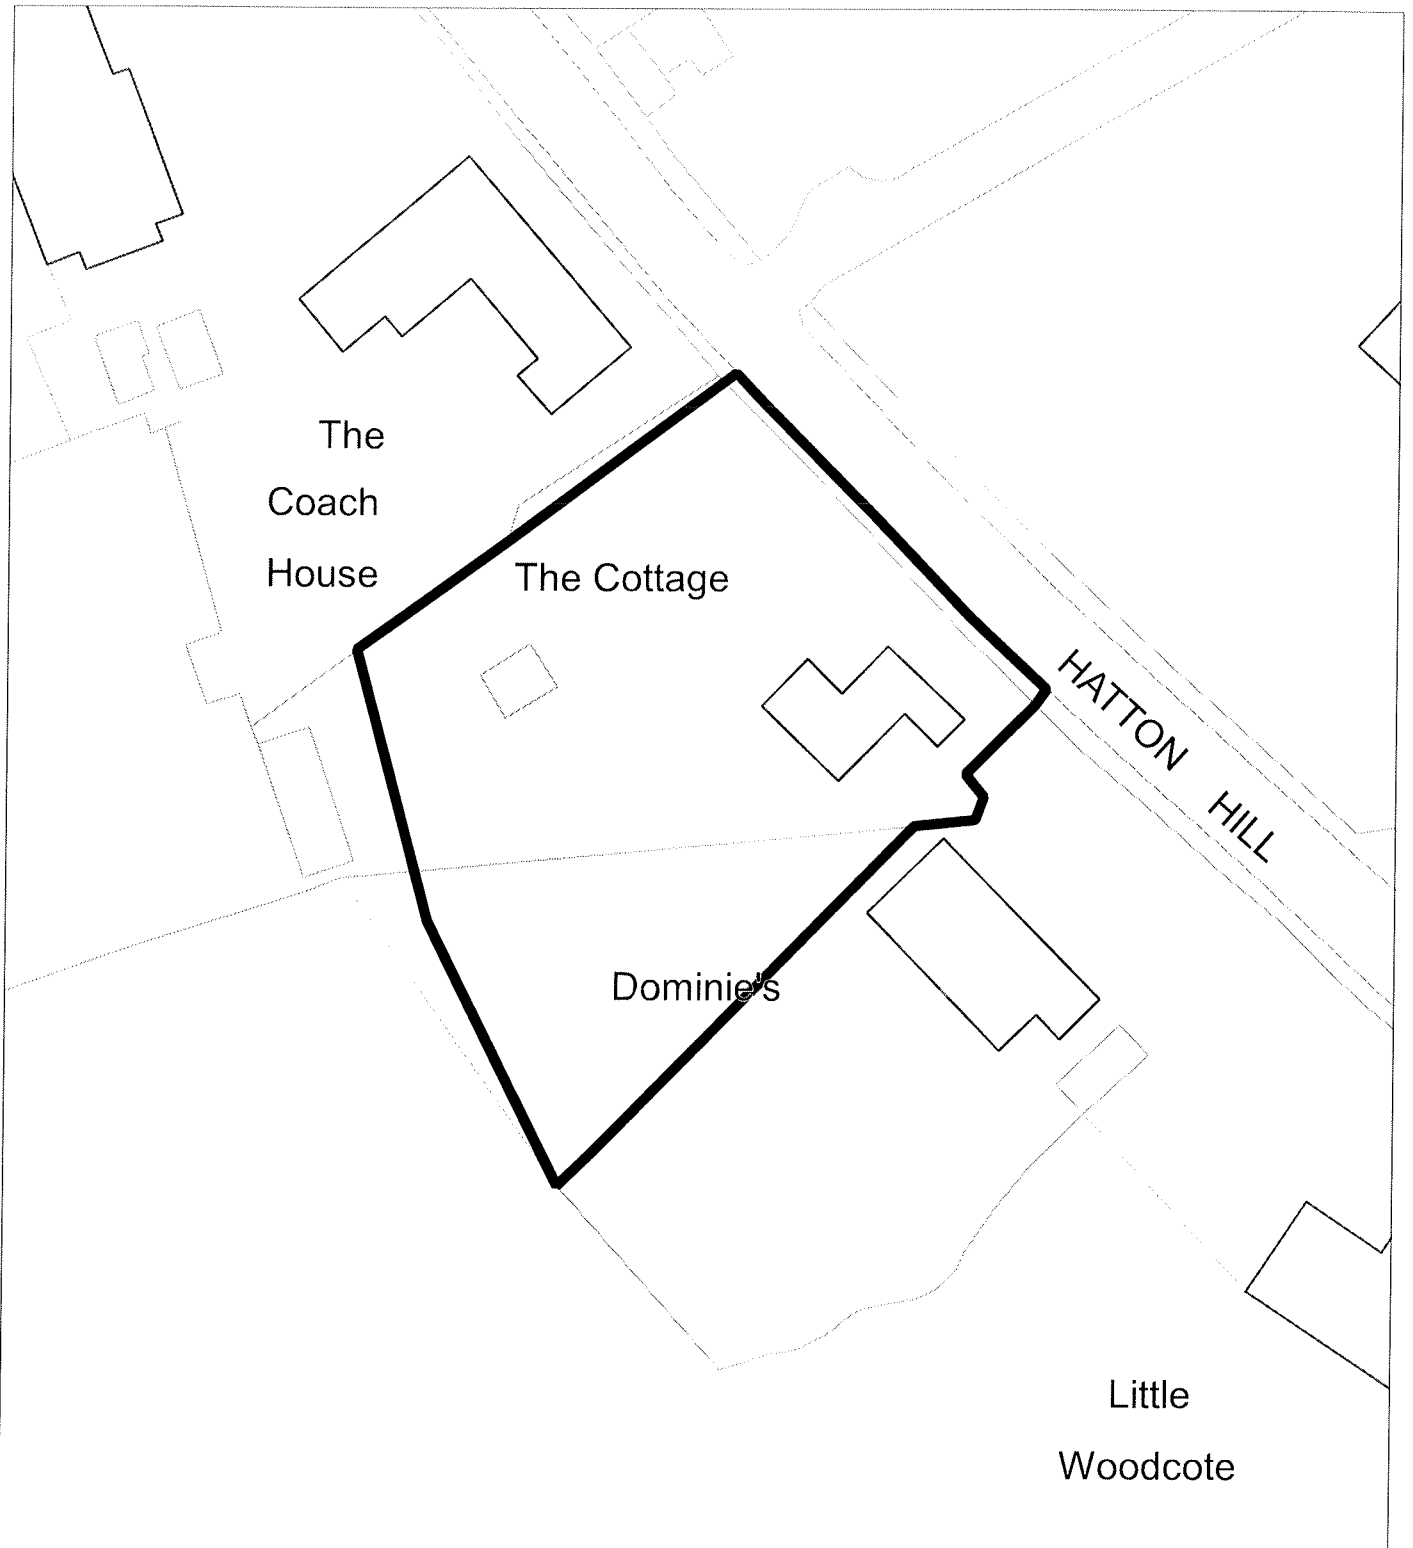 The
Coach
House
The Cottage
HATTON HILL
Dominie's
Little
Woodcote